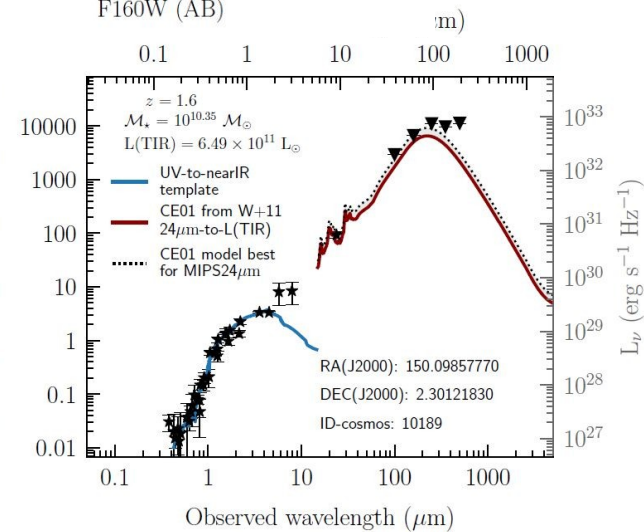 F160W (AB)
m)
0.1 1 10 100 1000
z = 1.6
M⋆ = 10^10.35 M⊙
L(TIR) = 6.49 × 10^11 L⊙
UV-to-nearIR
template
CE01 from W+11
24μm-to-L(TIR)
CE01 model best
for MIPS24μm
10000
1000
100
10
1
0.1
0.01
10^33
10^32
10^31
10^30
10^29
10^28
10^27
Lν (erg s^−1 Hz^−1)
RA(J2000): 150.09857770
DEC(J2000): 2.30121830
ID-cosmos: 10189
0.1 1 10 100 1000
Observed wavelength (μm)